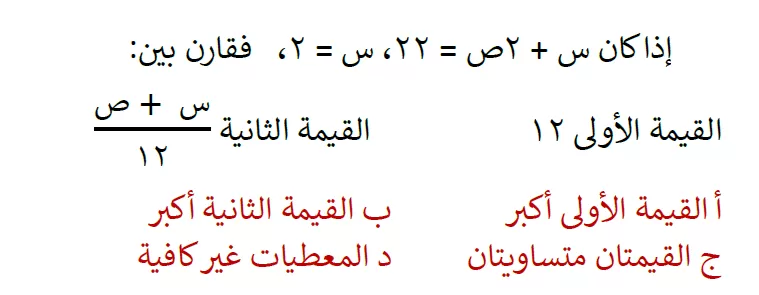 إذا كان س + ٢ص = ٢٢، س = ٢، فقارن بين:
القيمة الأولى ١٢ القيمة الثانية س + ص
١٢
أ القيمة الأولى أكبر ب القيمة الثانية أكبر
ج القيمتان متساويتان د المعطيات غير كافية